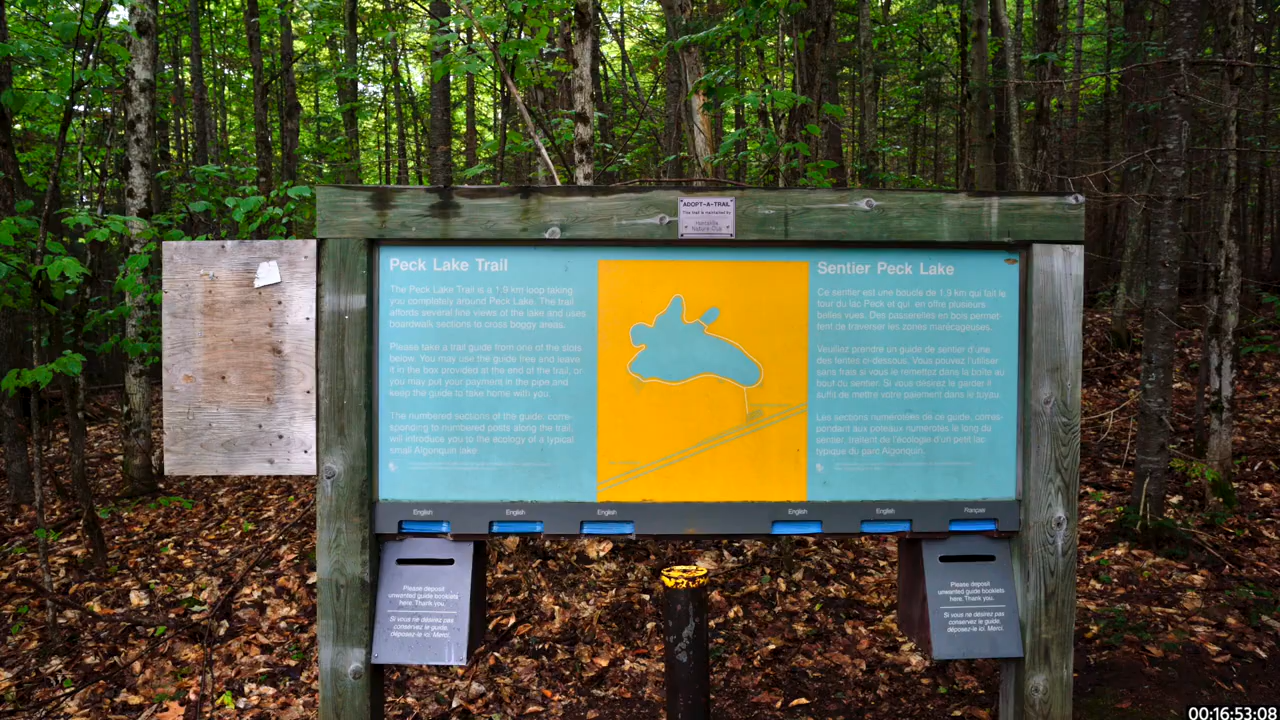 ADOPT-A-TRAIL
This trail is maintained by
Huntsville
Nature Club
Peck Lake Trail
The Peck Lake Trail is a 1.9 km loop taking
you completely around Peck Lake. The trail
affords several fine views of the lake and uses
boardwalk sections to cross boggy areas.
Please take a trail guide from one of the slots
below. You may use the guide free and leave
it in the box provided at the end of the trail, or
you may put your payment in the pipe and
keep the guide to take home with you.
The numbered sections of the guide, corre-
sponding to numbered posts along the trail,
will introduce you to the ecology of a typical
small Algonquin lake.
Sentier Peck Lake
Ce sentier est une boucle de 1,9 km qui fait le
tour du lac Peck et qui en offre plusieurs
belles vues. Des passerelles en bois permet-
tent de traverser les zones marécageuses.
Veuillez prendre un guide de sentier d'une
des fentes ci-dessous. Vous pouvez l'utiliser
sans frais si vous le remettez dans la boîte au
bout du sentier. Si vous désirez le garder il
suffit de mettre votre paiement dans le tuyau.
Les sections numérotées de ce guide, corres-
pondant aux poteaux numérotés le long du
sentier, traitent de l'écologie d'un petit lac
typique du parc Algonquin.
English
English
English
English
English
Français
Please deposit
unwanted guide booklets
here. Thank you.
Si vous ne désirez pas
conservez le guide,
déposez-le ici. Merci.
Please deposit
unwanted guide booklets
here. Thank you.
Si vous ne désirez pas
conservez le guide,
déposez-le ici. Merci.
00:16:53:08